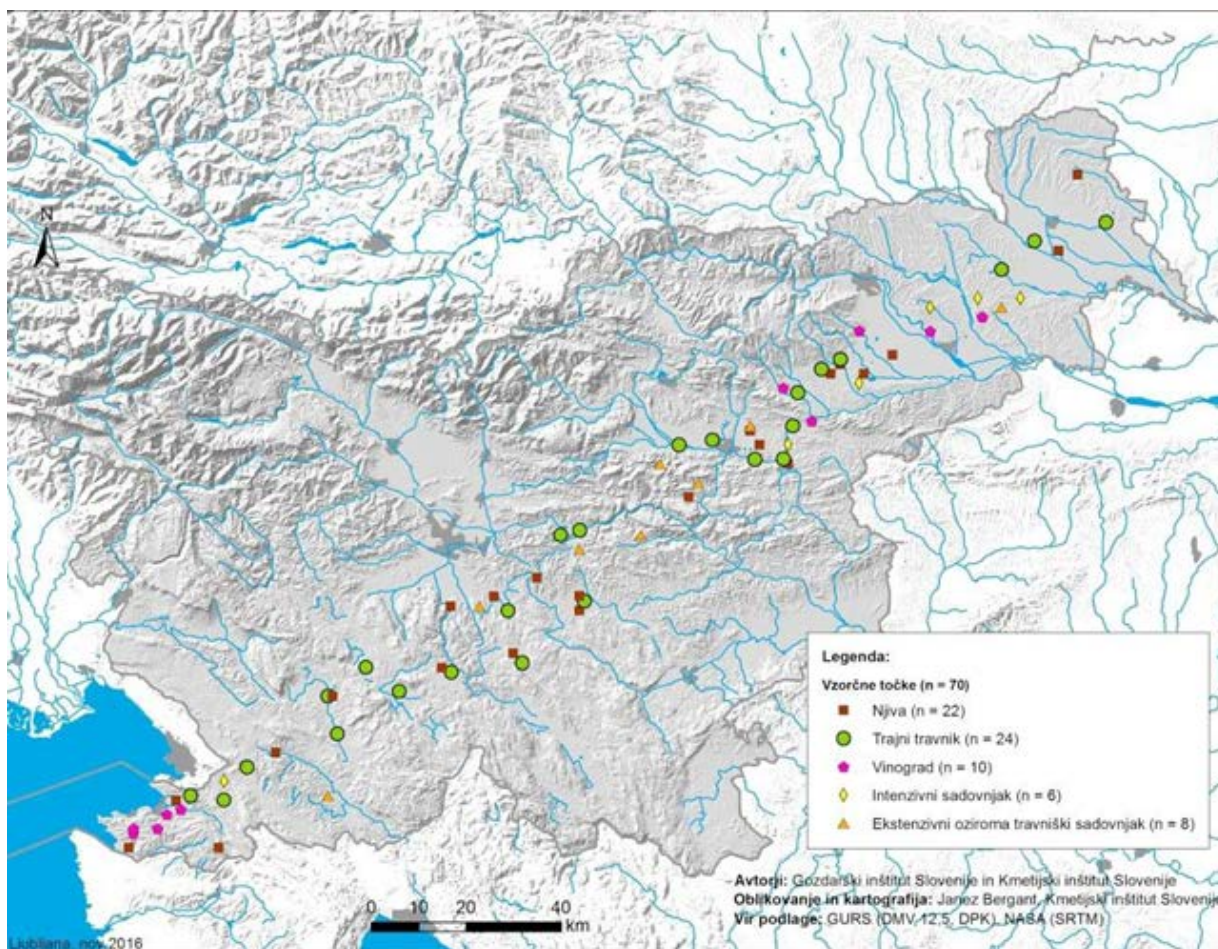 N
Legenda:
Vzorčne točke (n = 70)
Njiva (n = 22)
Trajni travnik (n = 24)
Vinograd (n = 10)
Intenzivni sadovnjak (n = 6)
Ekstenzivni oziroma travniški sadovnjak (n = 8)
Avtorji: Gozdarski inštitut Slovenije in Kmetijski inštitut Slovenije
Oblikovanje in kartografija: Janez Bergant, Kmetijski inštitut Slovenije
Vir podlage: GURS (DMV 12,5, DPK), NASA (SRTM)
0 10 20 40
km
Ljubljana, nov.2016